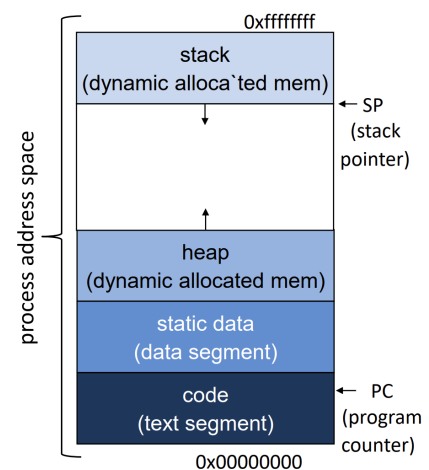 0xffffffff
stack
(dynamic alloca`ted mem)
SP
(stack
pointer)
process address space
heap
(dynamic allocated mem)
static data
(data segment)
code
(text segment)
PC
(program
counter)
0x00000000